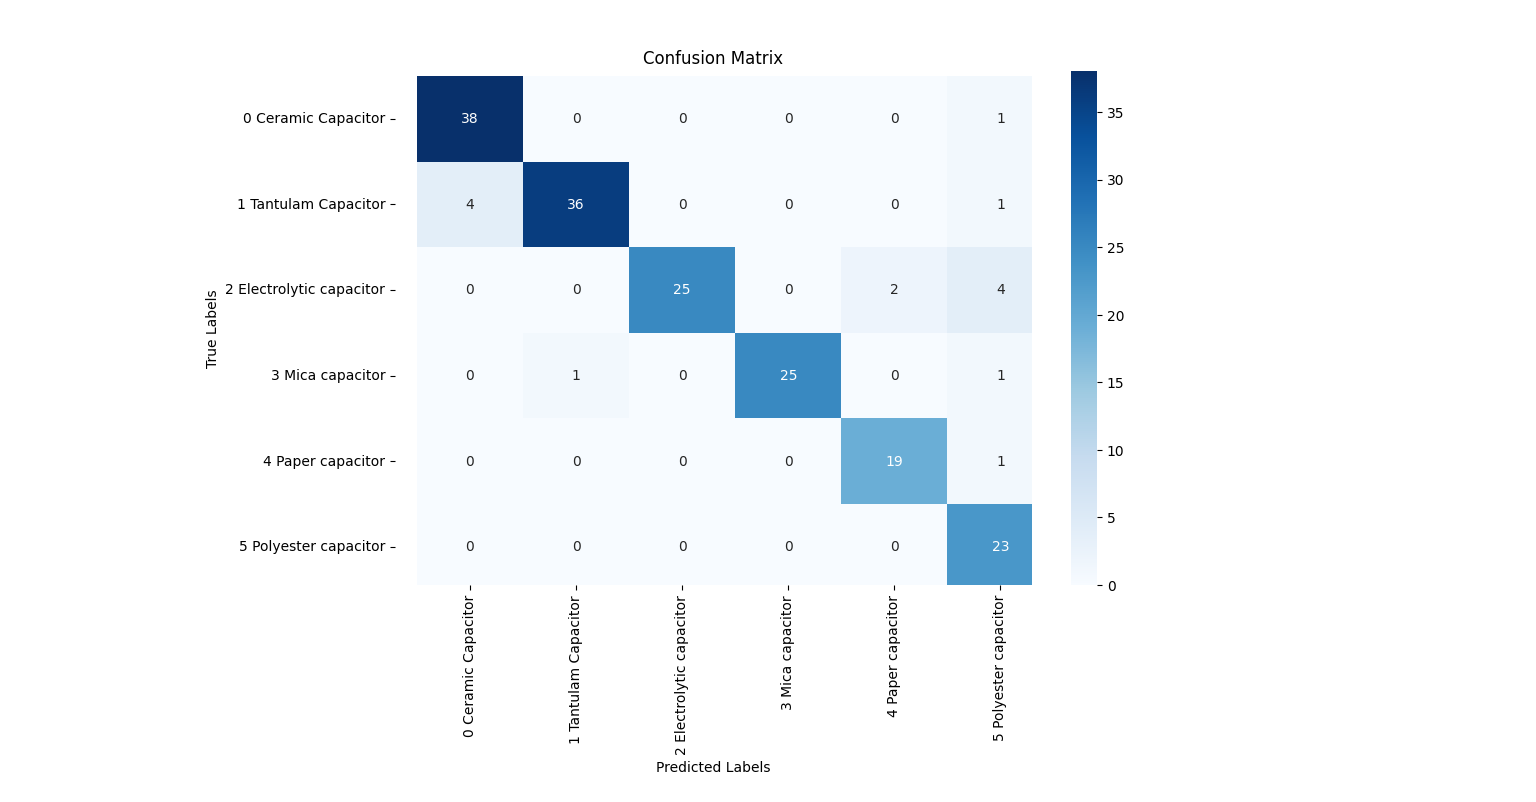 Confusion Matrix
0 Ceramic Capacitor –
38 0 0 0 0 1
1 Tantulam Capacitor –
4 36 0 0 0 1
2 Electrolytic capacitor –
0 0 25 0 2 4
3 Mica capacitor –
0 1 0 25 0 1
4 Paper capacitor –
0 0 0 0 19 1
5 Polyester capacitor –
0 0 0 0 0 23
True Labels
0 Ceramic Capacitor
1 Tantulam Capacitor
2 Electrolytic capacitor
3 Mica capacitor
4 Paper capacitor
5 Polyester capacitor
Predicted Labels
35
30
25
20
15
10
5
0